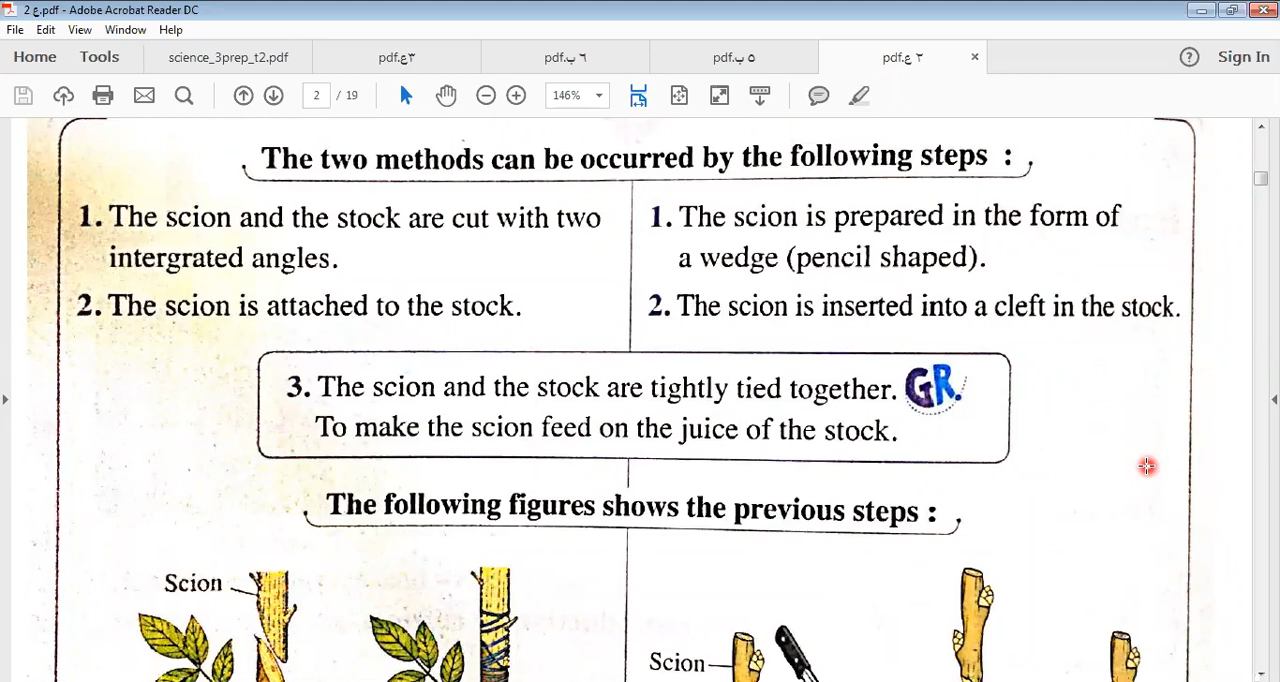 2 ع.pdf - Adobe Acrobat Reader DC
File Edit View Window Help
Home Tools science_3prep_t2.pdf ٣ع.pdf ٦ ب.pdf ٥ ب.pdf ٢ ع.pdf × ? Sign In
2 / 19 146%
The two methods can be occurred by the following steps :
1. The scion and the stock are cut with two
intergrated angles.
2. The scion is attached to the stock.
1. The scion is prepared in the form of
a wedge (pencil shaped).
2. The scion is inserted into a cleft in the stock.
3. The scion and the stock are tightly tied together. GR.
To make the scion feed on the juice of the stock.
The following figures shows the previous steps :
Scion
Scion